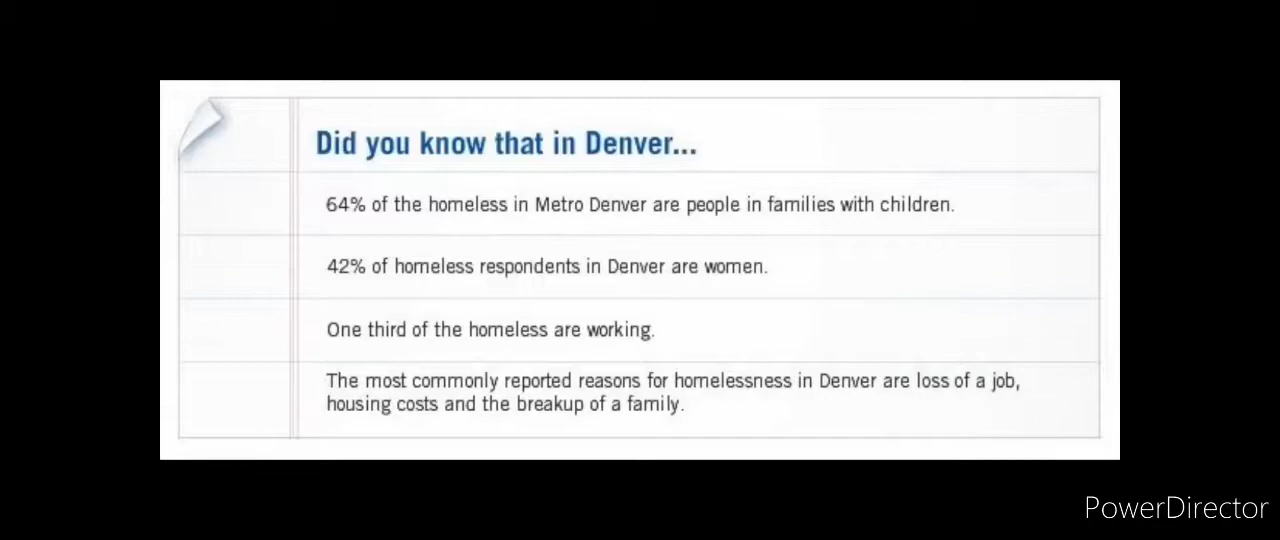 Did you know that in Denver...
64% of the homeless in Metro Denver are people in families with children.
42% of homeless respondents in Denver are women.
One third of the homeless are working.
The most commonly reported reasons for homelessness in Denver are loss of a job,
housing costs and the breakup of a family.
PowerDirector